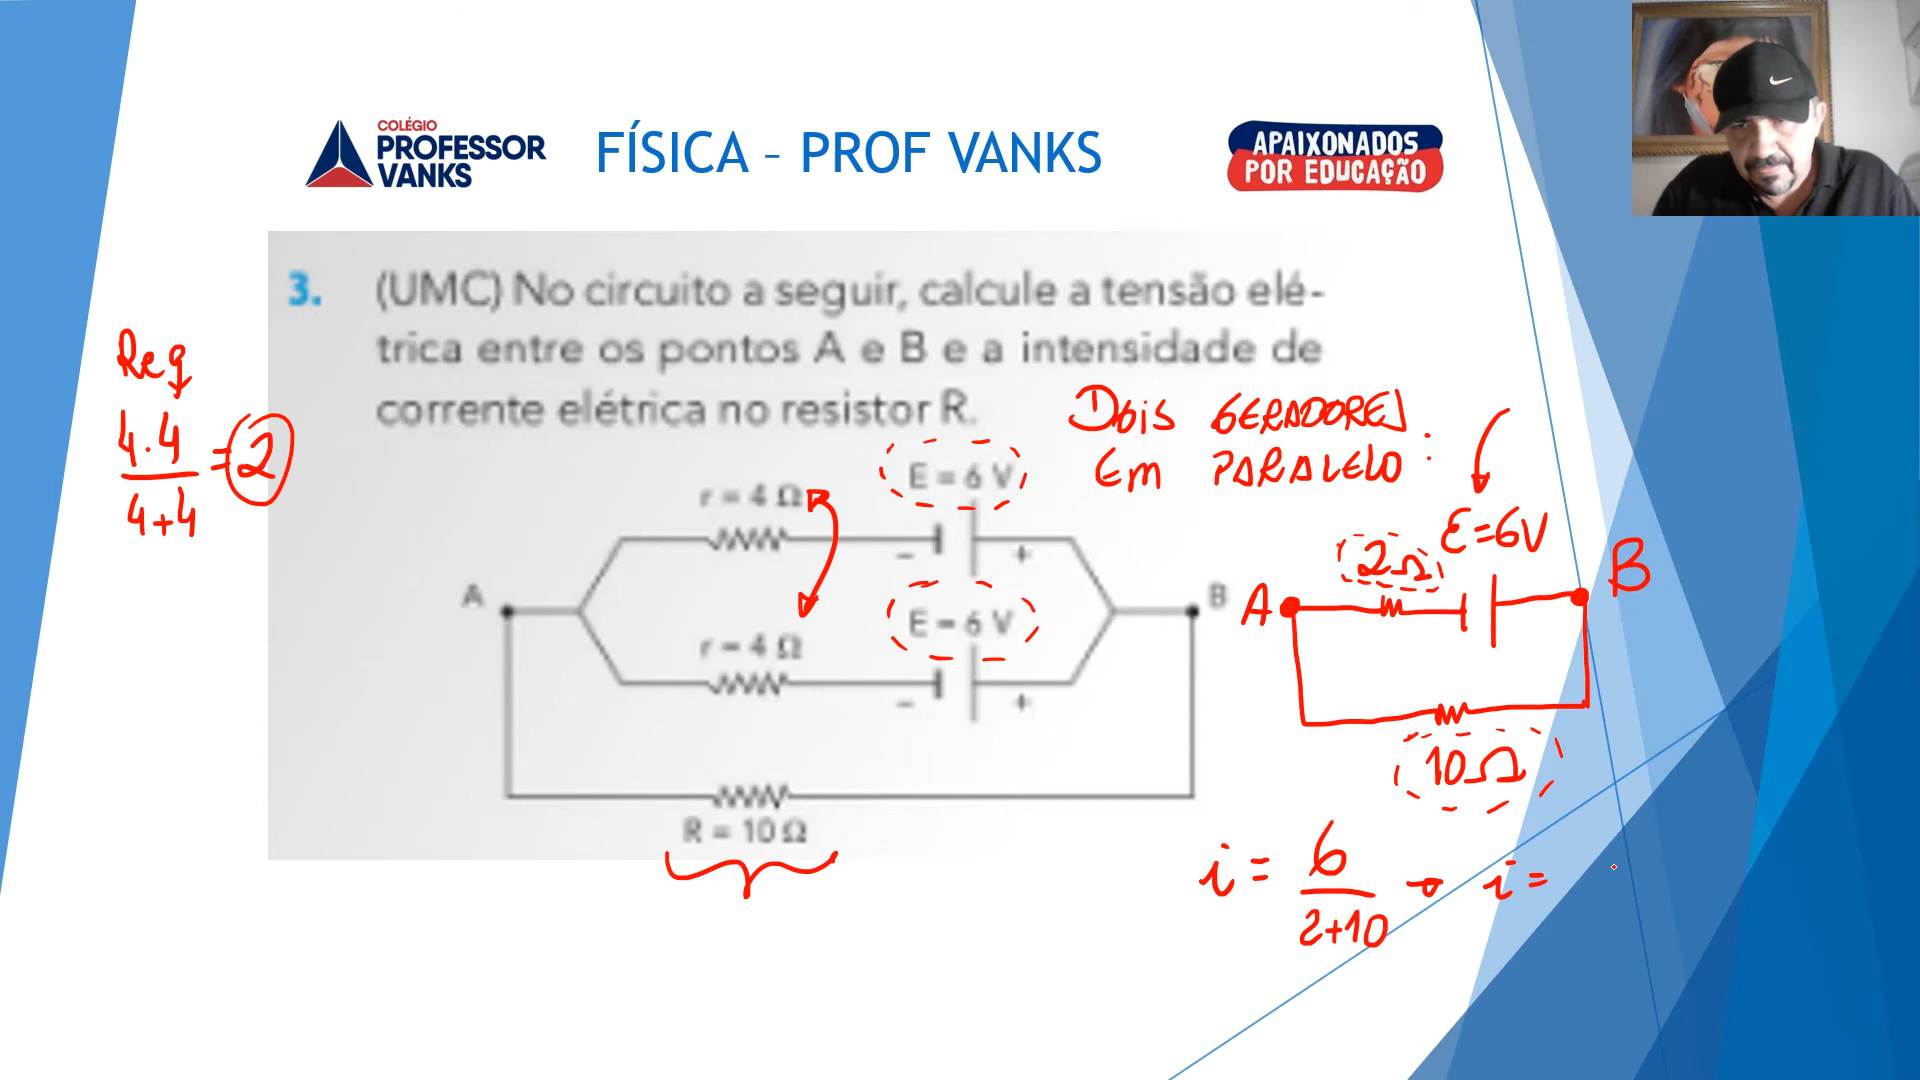 COLÉGIO
PROFESSOR
VANKS
FÍSICA – PROF VANKS
APAIXONADOS
POR EDUCAÇÃO
3. (UMC) No circuito a seguir, calcule a tensão elé-
trica entre os pontos A e B e a intensidade de
corrente elétrica no resistor R.
Req
4.4
4+4
=2
DOIS GERADORES
EM PARALELO:
r = 4 Ω
E = 6 V
– +
A
B
r = 4 Ω
E = 6 V
– +
R = 10 Ω
E=6V
2Ω
A
B
10Ω
i = 6 → i =
2+10